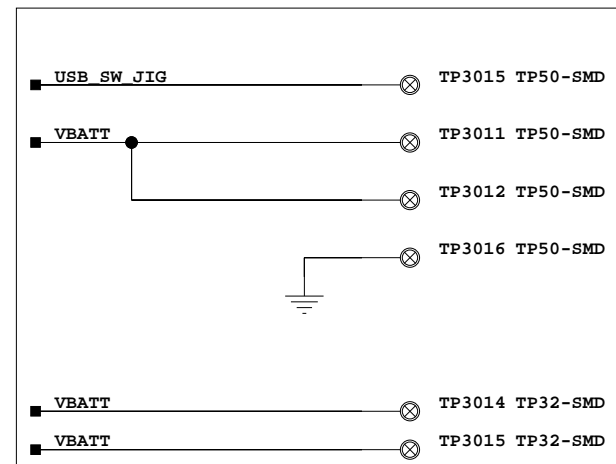 USB_SW_JIG TP3015 TP50-SMD
VBATT TP3011 TP50-SMD
TP3012 TP50-SMD
TP3016 TP50-SMD
VBATT TP3014 TP32-SMD
VBATT TP3015 TP32-SMD